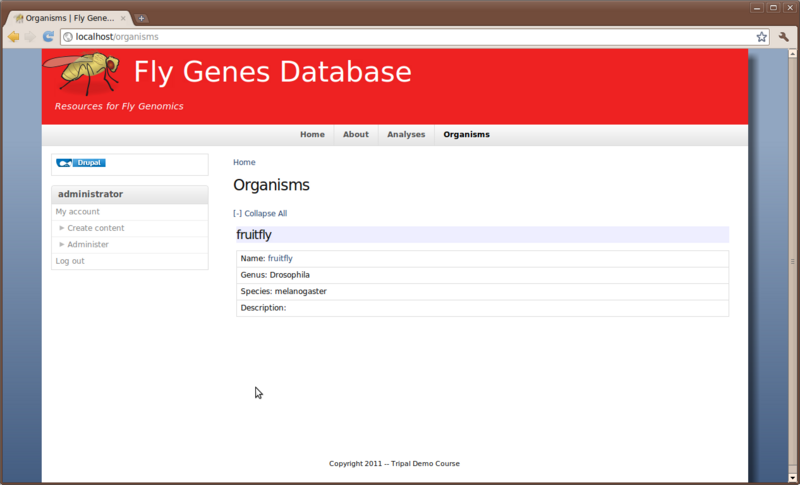 Organisms | Fly Gene...
localhost/organisms
Fly Genes Database
Resources for Fly Genomics
Home
About
Analyses
Organisms
Drupal
administrator
My account
Create content
Administer
Log out
Home
Organisms
[-] Collapse All
fruitfly
Name: fruitfly
Genus: Drosophila
Species: melanogaster
Description:
Copyright 2011 -- Tripal Demo Course